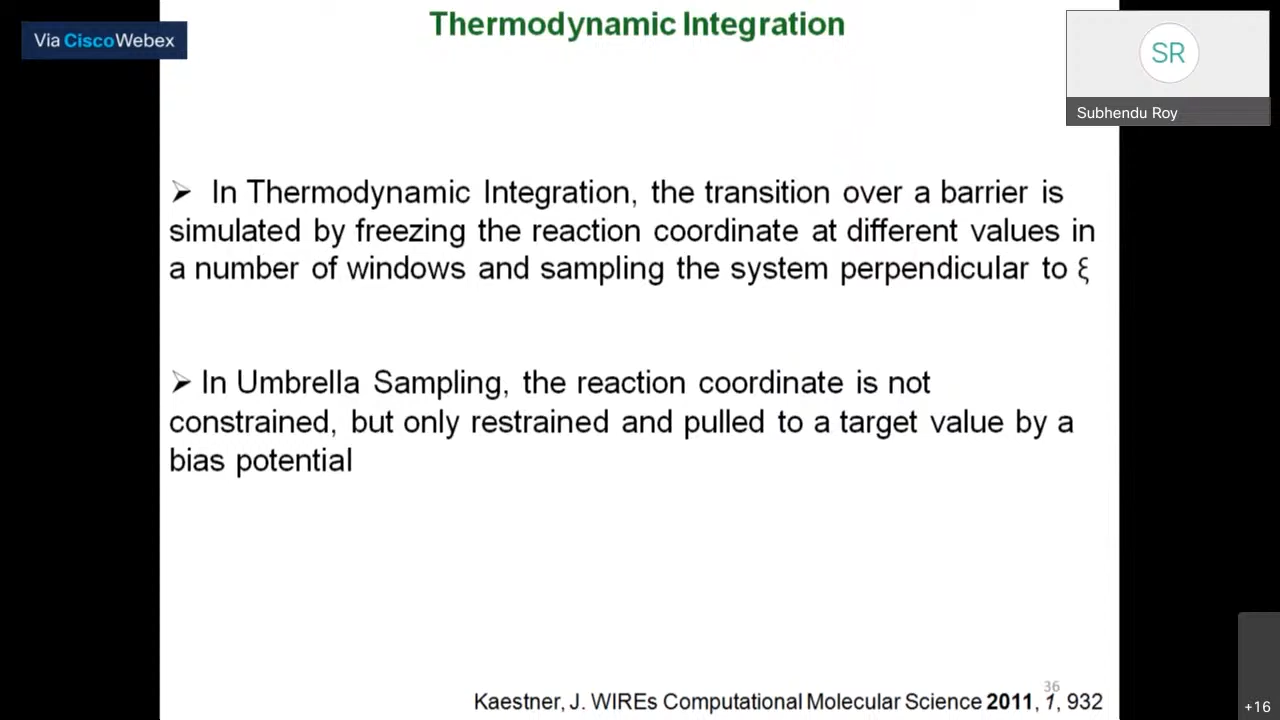 Thermodynamic Integration
Via CiscoWebex
SR
Subhendu Roy
➢ In Thermodynamic Integration, the transition over a barrier is
simulated by freezing the reaction coordinate at different values in
a number of windows and sampling the system perpendicular to ξ
➢ In Umbrella Sampling, the reaction coordinate is not
constrained, but only restrained and pulled to a target value by a
bias potential
36
Kaestner, J. WIREs Computational Molecular Science 2011, 1, 932
+16